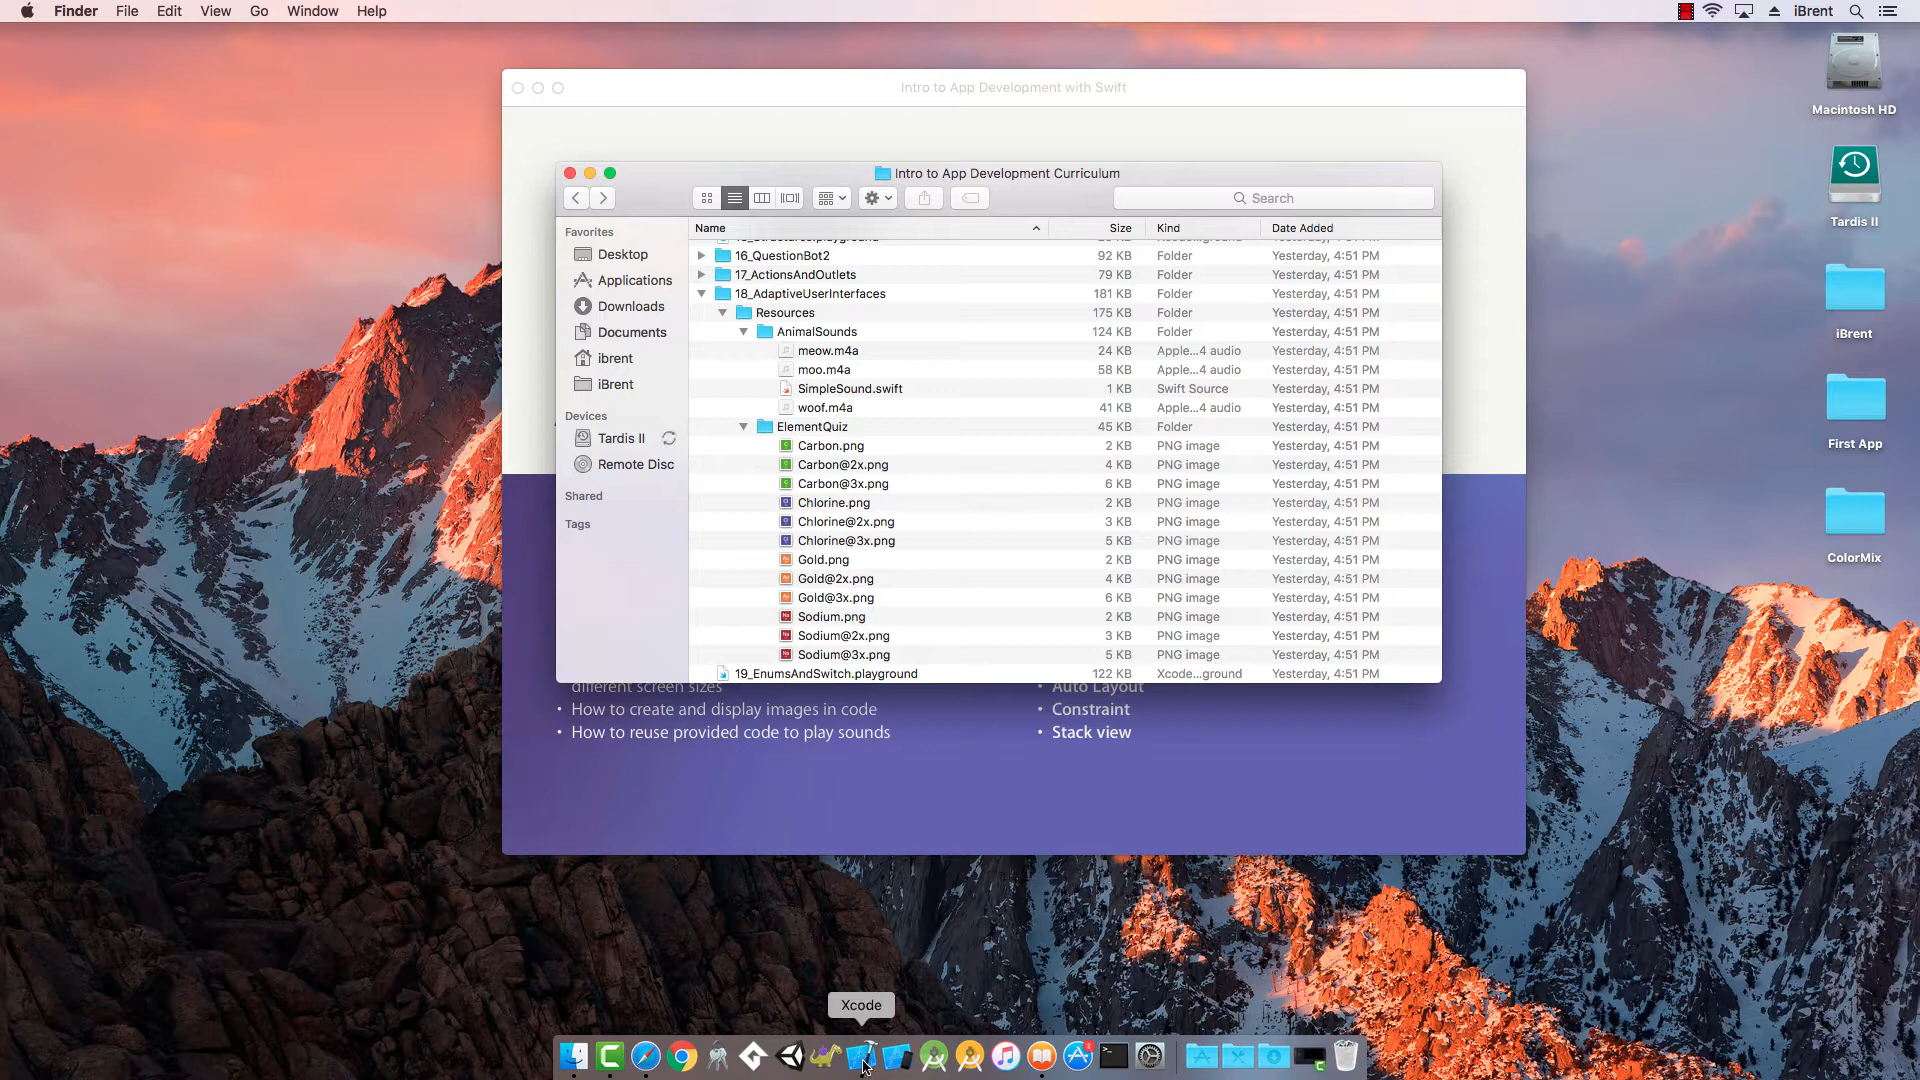 Finder File Edit View Go Window Help iBrent
Intro to App Development with Swift
Intro to App Development Curriculum
Search
Favorites
Desktop
Applications
Downloads
Documents
ibrent
iBrent
Devices
Tardis II
Remote Disc
Shared
Tags
Name Size Kind Date Added
16_QuestionBot2 92 KB Folder Yesterday, 4:51 PM
17_ActionsAndOutlets 79 KB Folder Yesterday, 4:51 PM
18_AdaptiveUserInterfaces 181 KB Folder Yesterday, 4:51 PM
Resources 175 KB Folder Yesterday, 4:51 PM
AnimalSounds 124 KB Folder Yesterday, 4:51 PM
meow.m4a 24 KB Apple...4 audio Yesterday, 4:51 PM
moo.m4a 58 KB Apple...4 audio Yesterday, 4:51 PM
SimpleSound.swift 1 KB Swift Source Yesterday, 4:51 PM
woof.m4a 41 KB Apple...4 audio Yesterday, 4:51 PM
ElementQuiz 45 KB Folder Yesterday, 4:51 PM
Carbon.png 2 KB PNG image Yesterday, 4:51 PM
Carbon@2x.png 4 KB PNG image Yesterday, 4:51 PM
Carbon@3x.png 6 KB PNG image Yesterday, 4:51 PM
Chlorine.png 2 KB PNG image Yesterday, 4:51 PM
Chlorine@2x.png 3 KB PNG image Yesterday, 4:51 PM
Chlorine@3x.png 5 KB PNG image Yesterday, 4:51 PM
Gold.png 2 KB PNG image Yesterday, 4:51 PM
Gold@2x.png 4 KB PNG image Yesterday, 4:51 PM
Gold@3x.png 6 KB PNG image Yesterday, 4:51 PM
Sodium.png 2 KB PNG image Yesterday, 4:51 PM
Sodium@2x.png 3 KB PNG image Yesterday, 4:51 PM
Sodium@3x.png 5 KB PNG image Yesterday, 4:51 PM
19_EnumsAndSwitch.playground 122 KB Xcode...ground Yesterday, 4:51 PM
different screen sizes
• How to create and display images in code
• How to reuse provided code to play sounds
• Auto Layout
• Constraint
• Stack view
Macintosh HD
Tardis II
iBrent
First App
ColorMix
Xcode